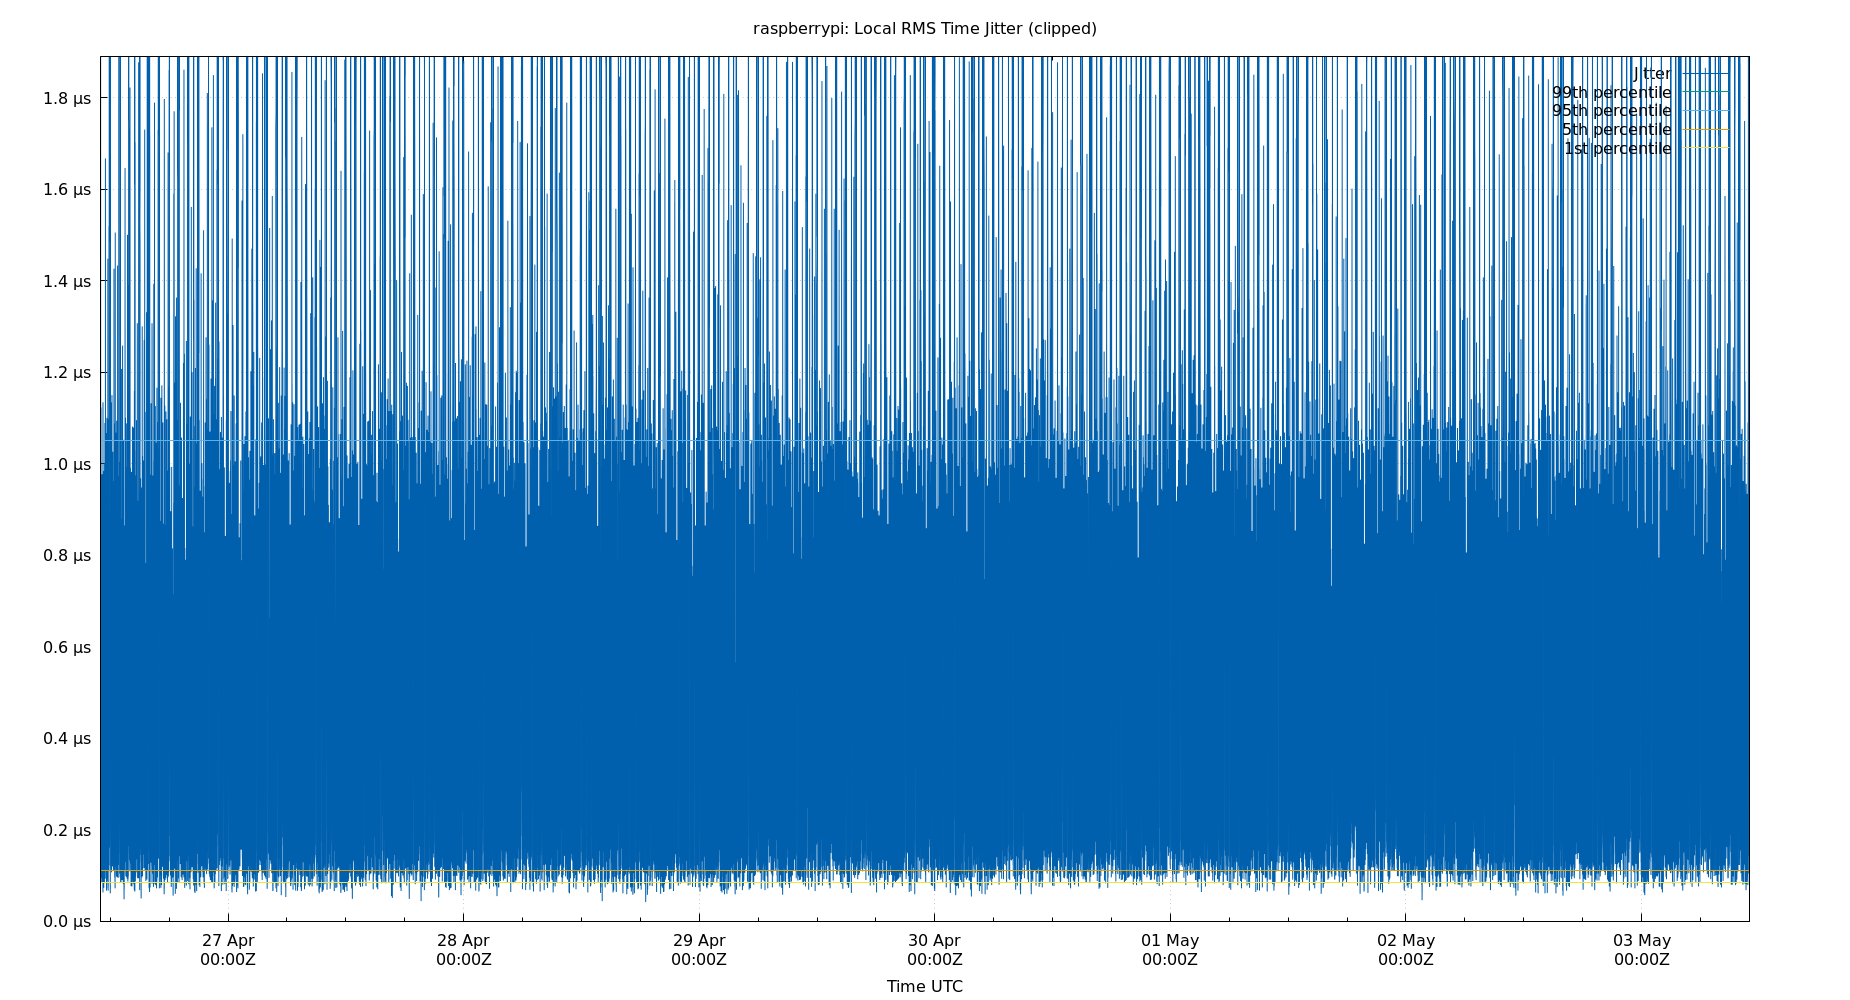 raspberrypi: Local RMS Time Jitter (clipped)
Jitter
99th percentile
95th percentile
5th percentile
1st percentile
1.8 µs
1.6 µs
1.4 µs
1.2 µs
1.0 µs
0.8 µs
0.6 µs
0.4 µs
0.2 µs
0.0 µs
27 Apr 28 Apr 29 Apr 30 Apr 01 May 02 May 03 May
00:00Z 00:00Z 00:00Z 00:00Z 00:00Z 00:00Z 00:00Z
Time UTC